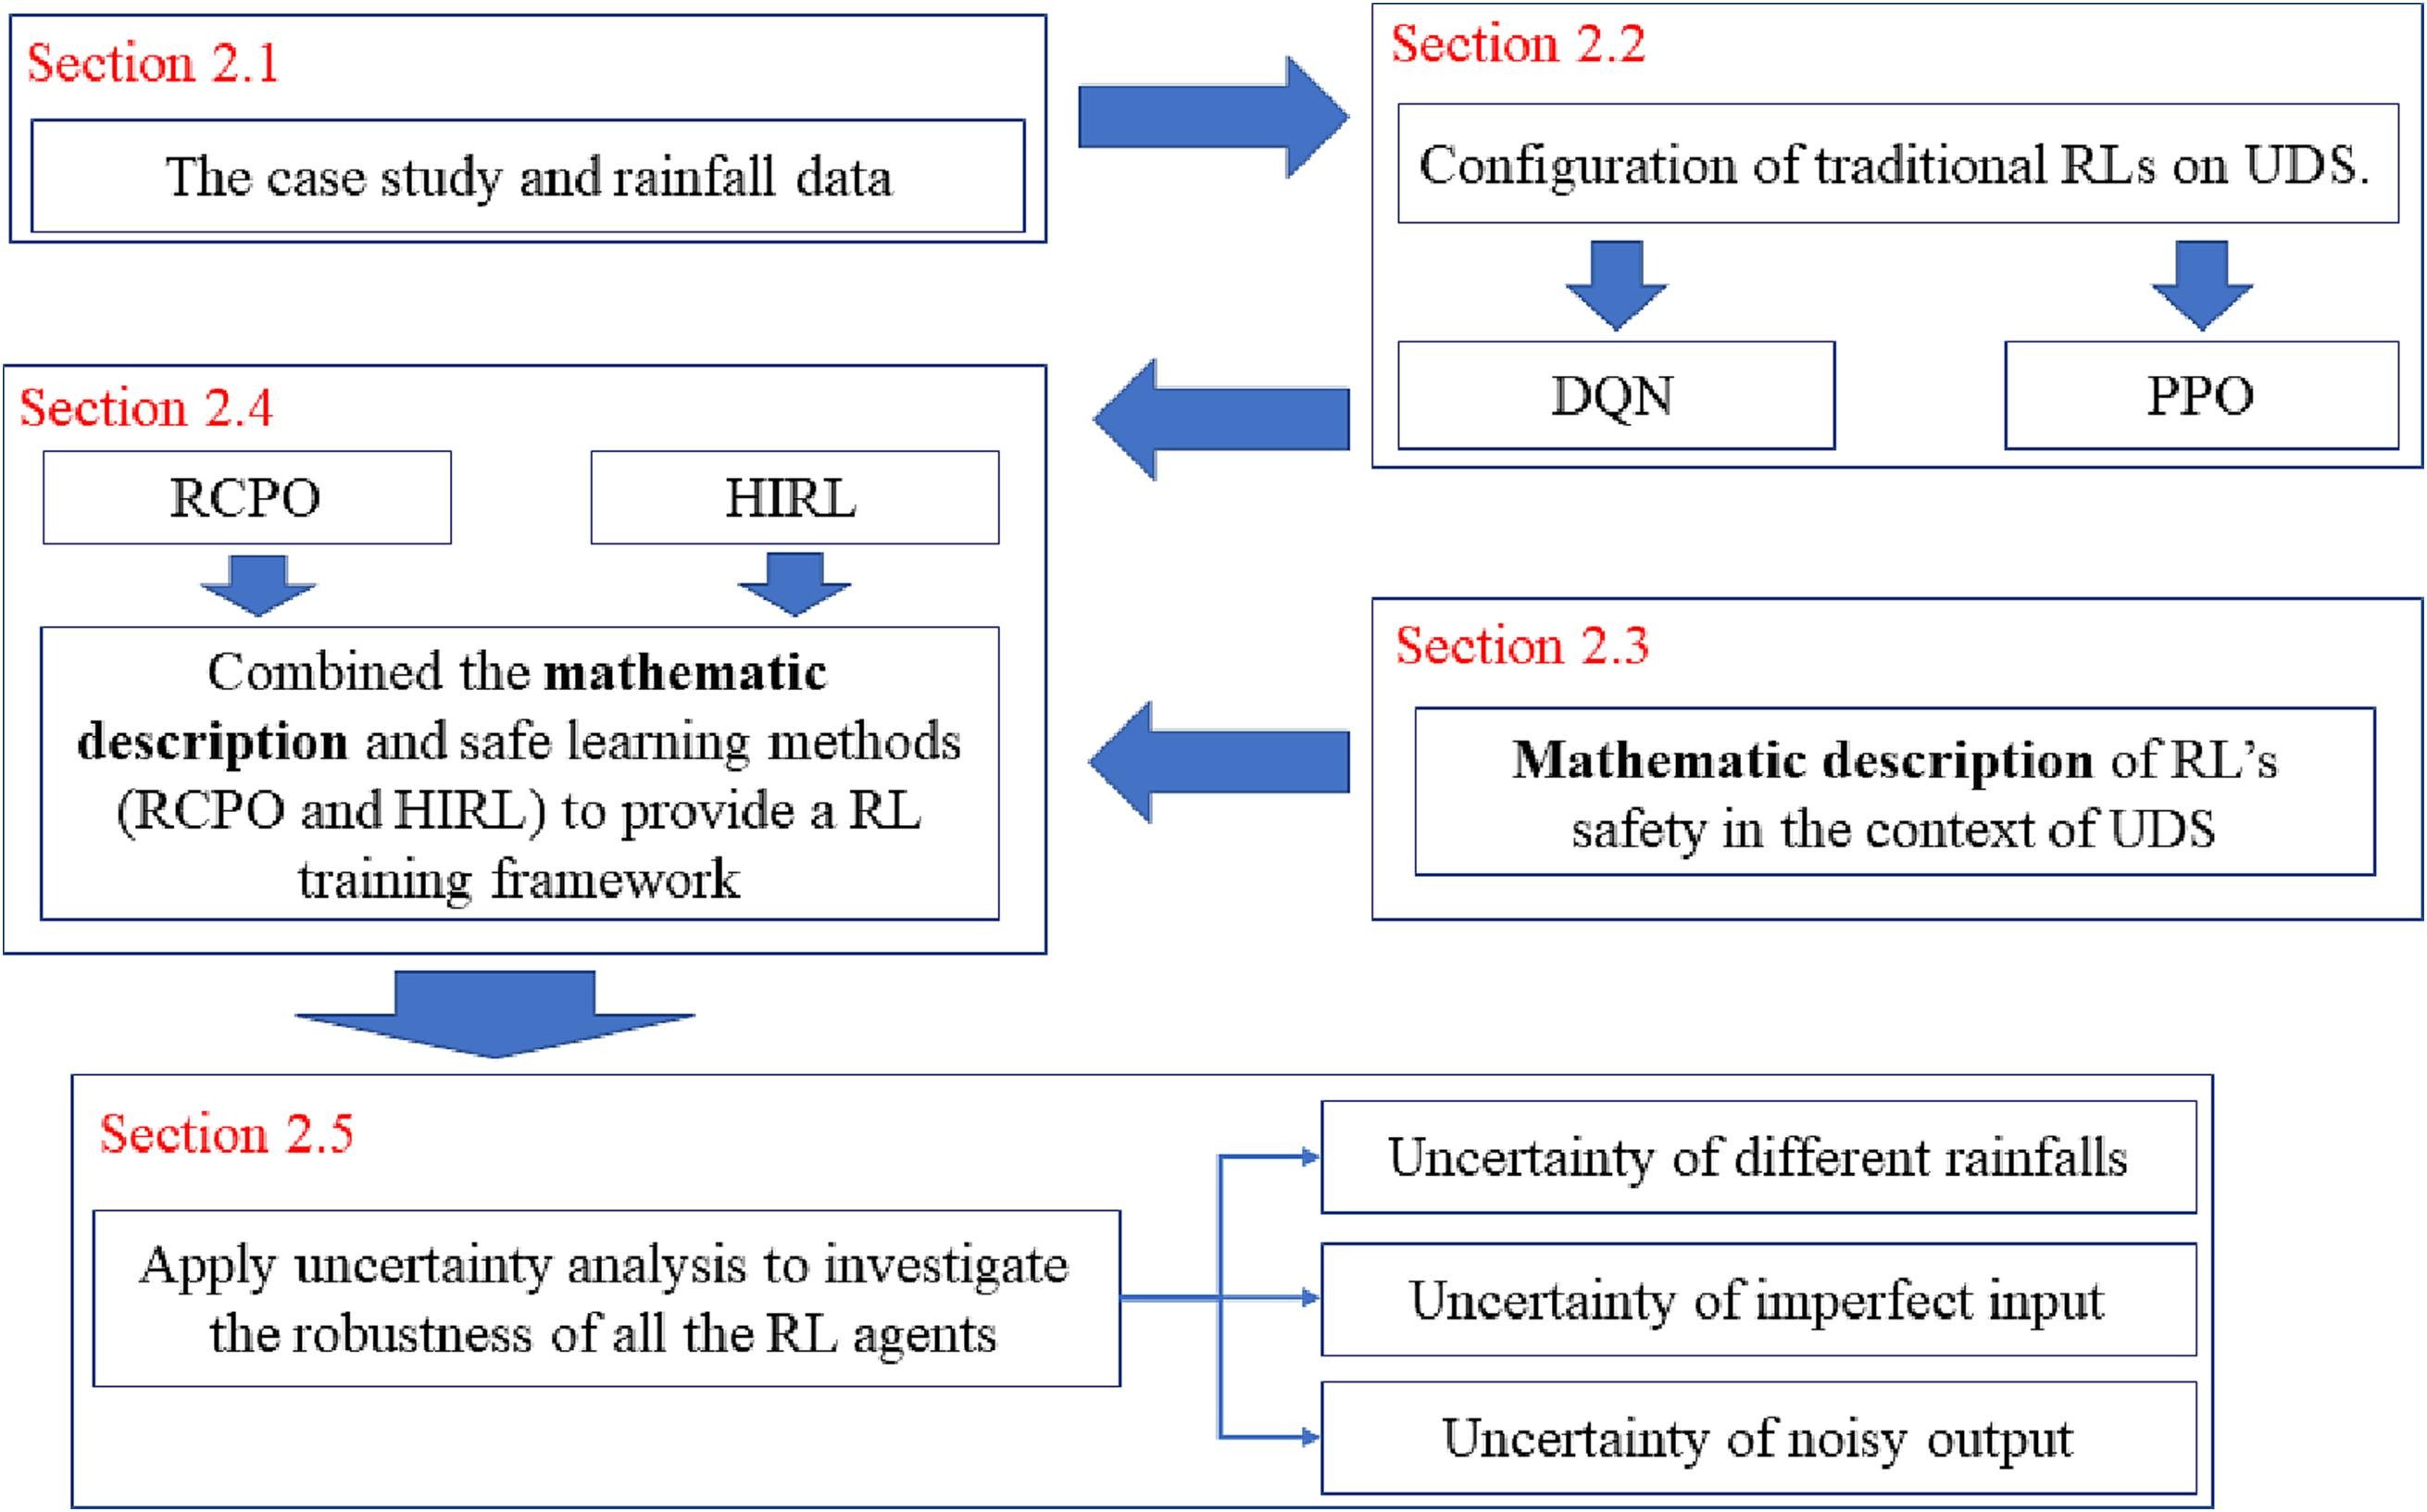 Section 2.1
The case study and rainfall data
Section 2.2
Configuration of traditional RLs on UDS.
DQN
PPO
Section 2.4
RCPO
HIRL
Combined the mathematic
description and safe learning methods
(RCPO and HIRL) to provide a RL
training framework
Section 2.3
Mathematic description of RL’s
safety in the context of UDS
Section 2.5
Apply uncertainty analysis to investigate
the robustness of all the RL agents
Uncertainty of different rainfalls
Uncertainty of imperfect input
Uncertainty of noisy output